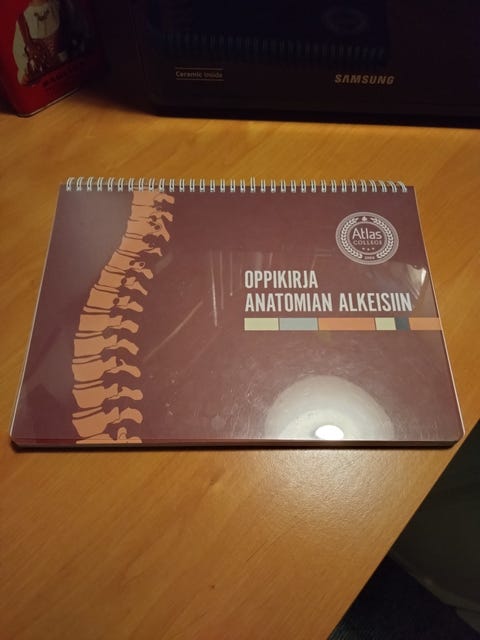 Ceramic Inside
SAMSUNG
Atlas
COLLEGE
OPPIKIRJA
ANATOMIAN ALKEISIIN